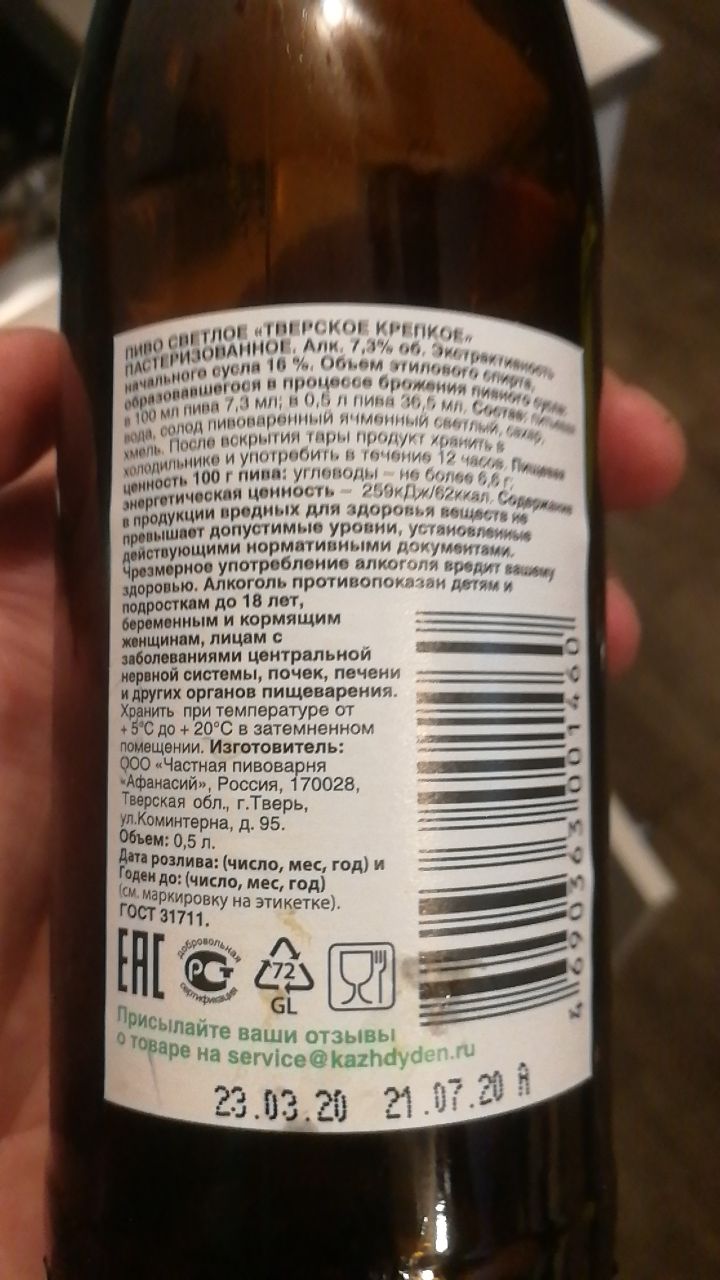 ПИВО СВЕТЛОЕ «ТВЕРСКОЕ КРЕПКОЕ»
ПАСТЕРИЗОВАННОЕ. Алк. 7,3% об. Экстрактивность
начального сусла 16 %. Объем этилового спирта,
образовавшегося в процессе брожения пивного сусла:
в 100 мл пива 7,3 мл; в 0,5 л пива 36,5 мл. Состав: питьевая
вода, солод пивоваренный ячменный светлый, сахар,
хмель. После вскрытия тары продукт хранить в
холодильнике и употребить в течение 12 часов. Пищевая
ценность 100 г пива: углеводы – не более 6,6 г;
энергетическая ценность – 259кДж/62ккал. Содержание
в продукции вредных для здоровья веществ не
превышает допустимые уровни, установленные
действующими нормативными документами.
Чрезмерное употребление алкоголя вредит вашему
здоровью. Алкоголь противопоказан детям и
подросткам до 18 лет,
беременным и кормящим
женщинам, лицам с
заболеваниями центральной
нервной системы, почек, печени
и других органов пищеварения.
Хранить при температуре от
+ 5°С до + 20°С в затемненном
помещении. Изготовитель:
ООО «Частная пивоварня
«Афанасий», Россия, 170028,
Тверская обл., г.Тверь,
ул.Коминтерна, д. 95.
Объем: 0,5 л.
Дата розлива: (число, мес, год) и
Годен до: (число, мес, год)
(см. маркировку на этикетке).
ГОСТ 31711.
4690363001460
ЕАС
добровольная
РСТ
сертификация
72
GL
Присылайте ваши отзывы
о товаре на service@kazhdyden.ru
23.03.20 21.07.20 A